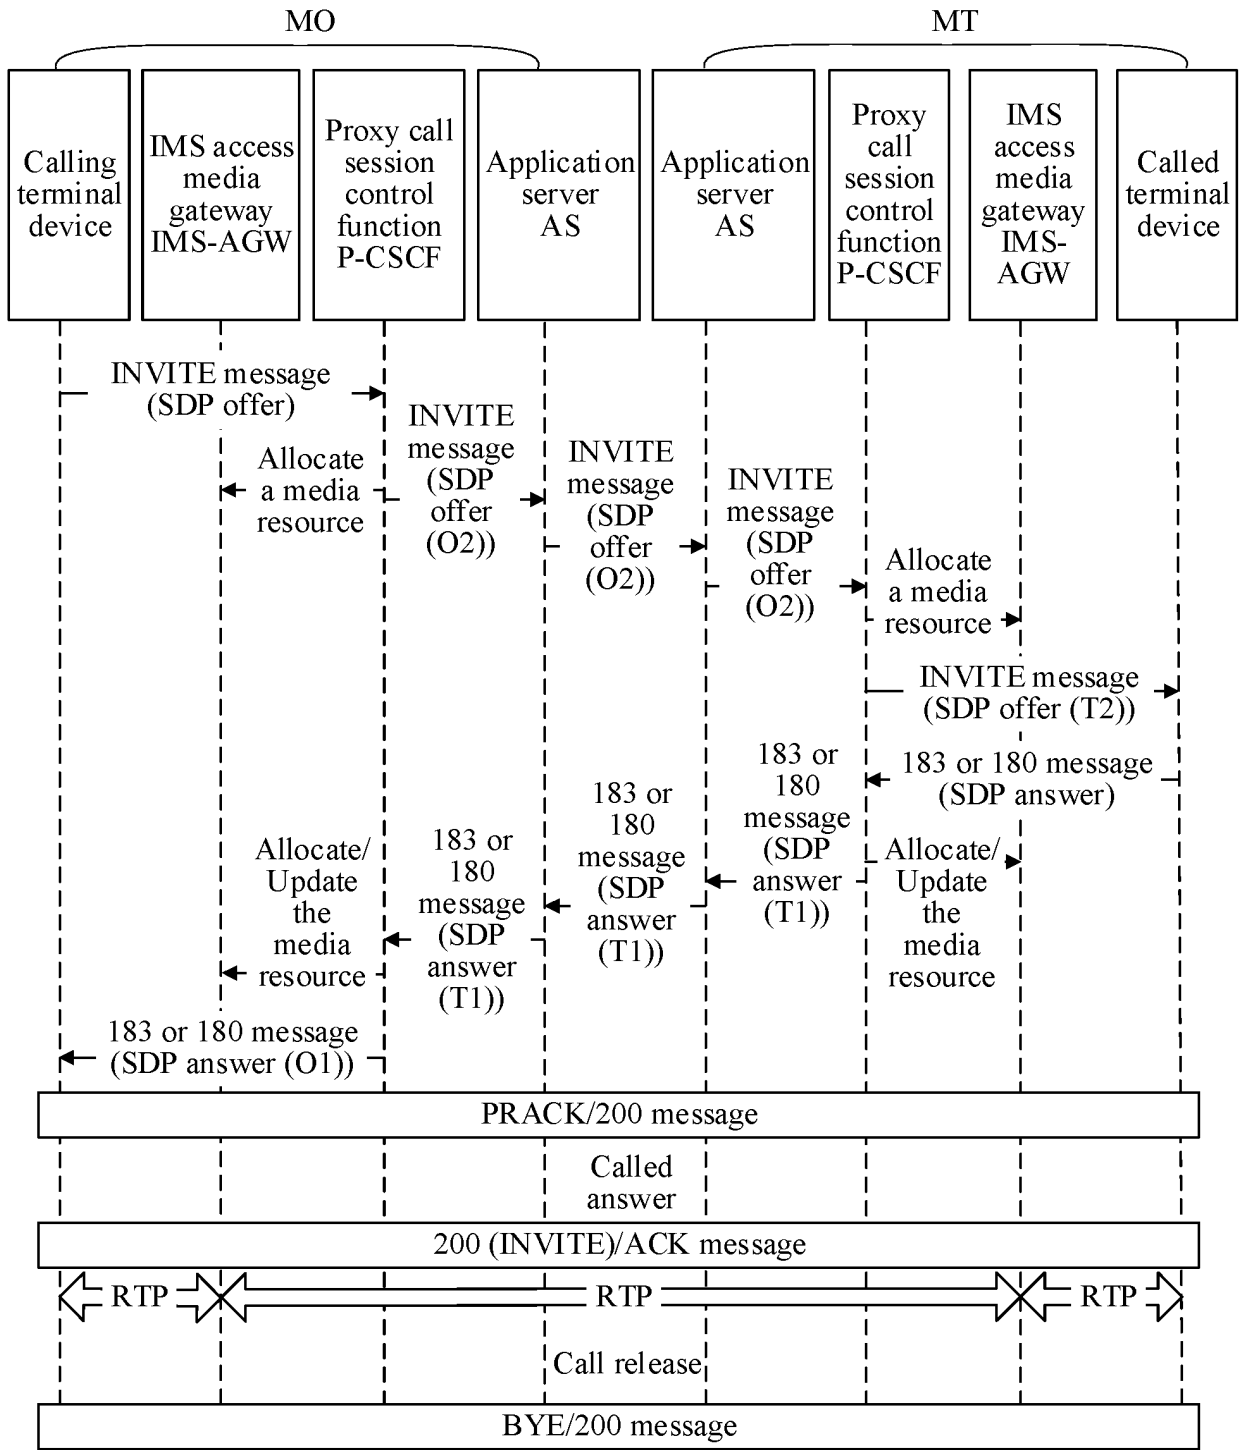 MO
MT
Calling
terminal
device
IMS access
media
gateway
IMS-AGW
Proxy call
session
control
function
P-CSCF
Application
server
AS
Application
server
AS
Proxy
call
session
control
function
P-CSCF
IMS
access
media
gateway
IMS-
AGW
Called
terminal
device
INVITE message
(SDP offer)
Allocate
a media
resource
INVITE
message
(SDP
offer
(O2))
INVITE
message
(SDP
offer
(O2))
INVITE
message
(SDP
offer
(O2))
Allocate
a media
resource
INVITE message
(SDP offer (T2))
183 or 180 message
(SDP answer)
183 or
180
message
(SDP
answer
(T1))
Allocate/
Update
the
media
resource
183 or
180
message
(SDP
answer
(T1))
183 or
180
message
(SDP
answer
(T1))
Allocate/
Update
the
media
resource
183 or 180 message
(SDP answer (O1))
PRACK/200 message
Called
answer
200 (INVITE)/ACK message
RTP
RTP
RTP
Call release
BYE/200 message